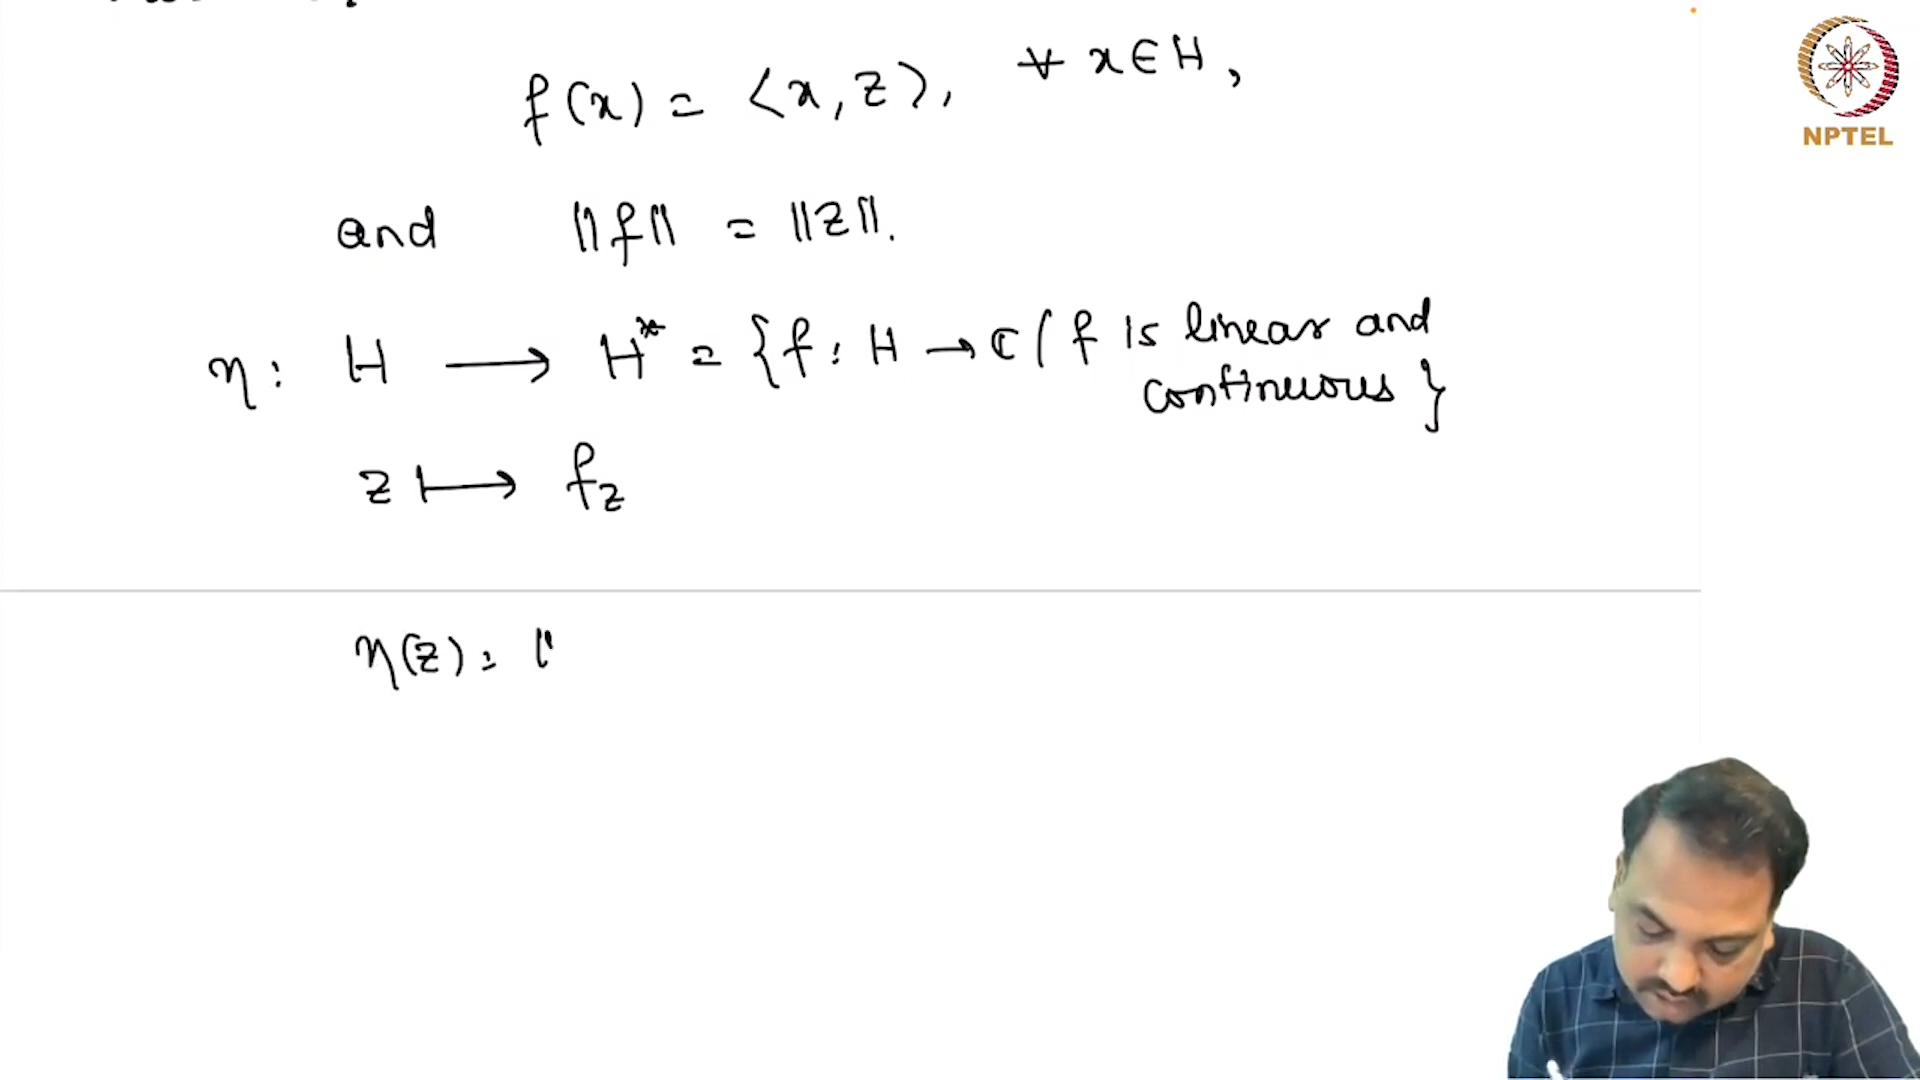 f(x) = ⟨x, z⟩, ∀ x ∈ H,
NPTEL
and ||f|| = ||z||.
η: H ⟶ H* = {f : H → ℂ / f is linear and
continuous }
z ⟼ f_z
η(z) = ||